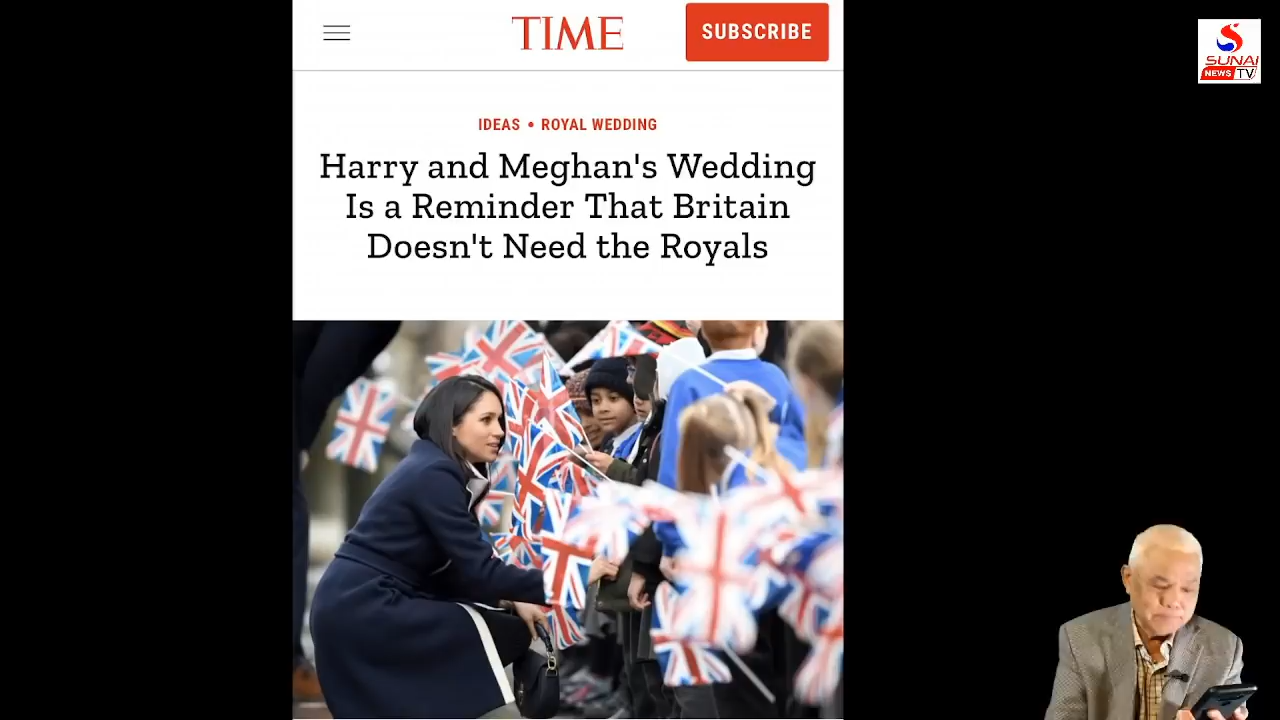 TIME
SUBSCRIBE
SUNAI
NEWS TV
IDEAS • ROYAL WEDDING
Harry and Meghan's Wedding
Is a Reminder That Britain
Doesn't Need the Royals